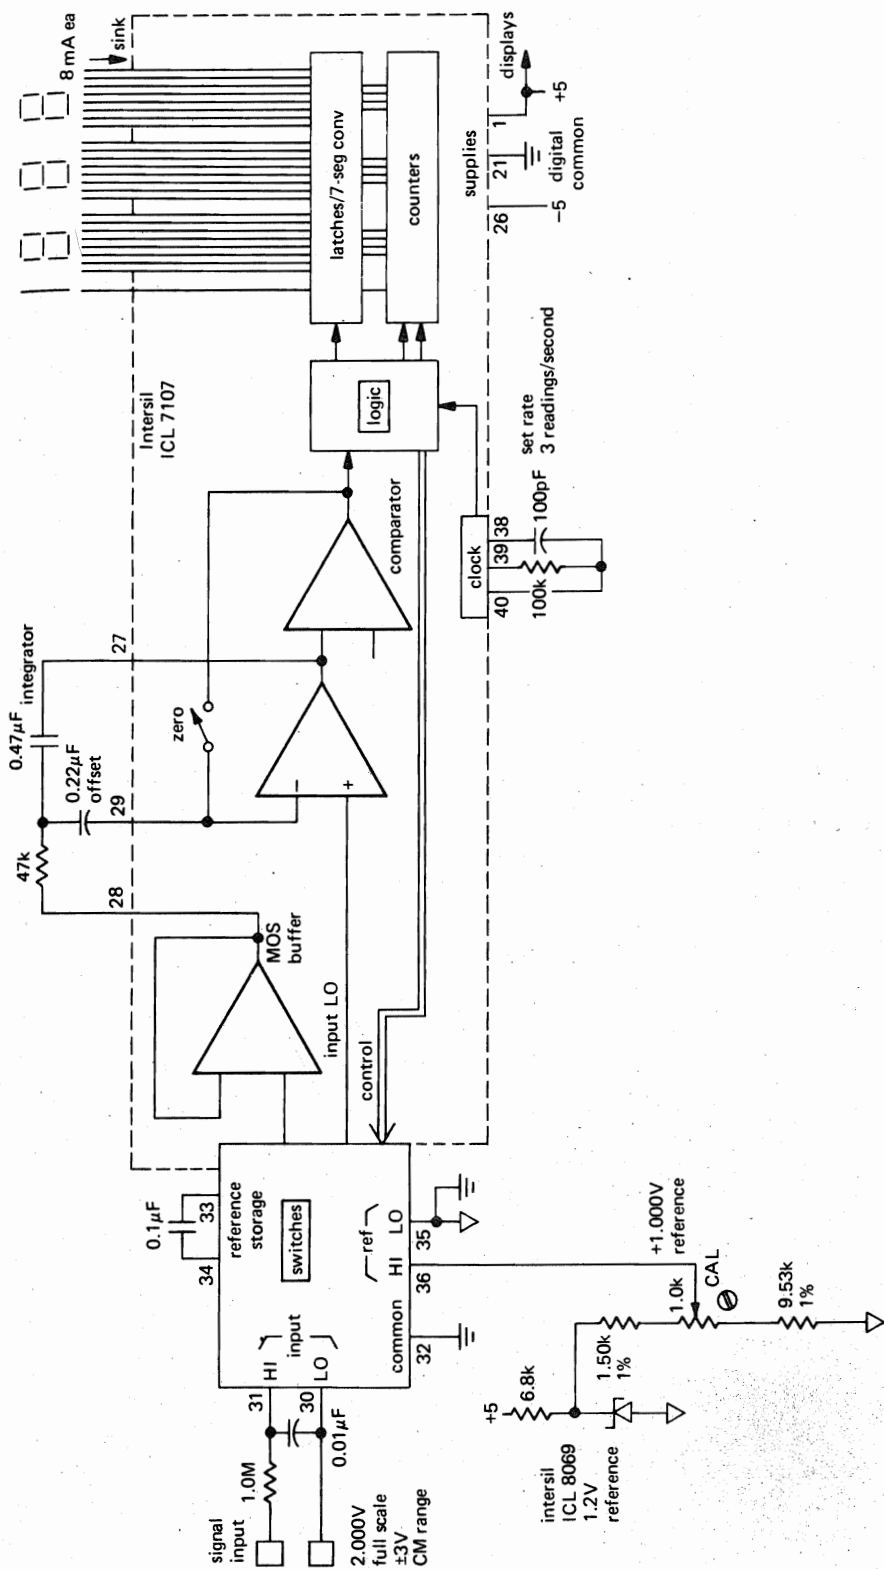 8 mA ea
sink
Intersil
ICL 7107
latches/7-seg conv
counters
supplies
1
displays
+5
21
digital
common
26
−5
logic
set rate
3 readings/second
clock
40
39
38
100k
100pF
comparator
27
0.47µF
integrator
zero
0.22µF
offset
29
−
+
47k
28
MOS
buffer
input LO
control
0.1µF
34
33
reference
storage
switches
ref
HI
LO
36
35
common
32
input
HI
LO
31
30
0.01µF
1.0M
signal
input
2.000V
full scale
±3V
CM range
+1.000V
reference
CAL
1.0k
9.53k
1%
1.50k
1%
6.8k
+5
intersil
ICL 8069
1.2V
reference